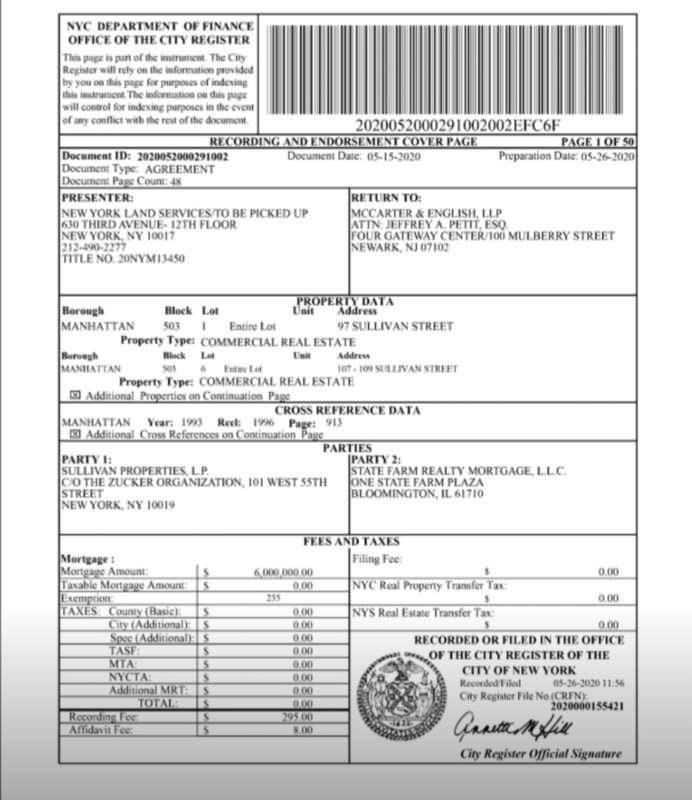 NYC DEPARTMENT OF FINANCE
OFFICE OF THE CITY REGISTER
This page is part of the instrument. The City
Register will rely on the information provided
by you on this page for purposes of indexing
this instrument. The information on this page
will control for indexing purposes in the event
of any conflict with the rest of the document.
2020052000291002002EFC6F
RECORDING AND ENDORSEMENT COVER PAGE PAGE 1 OF 50
Document ID: 2020052000291002 Document Date: 05-15-2020 Preparation Date: 05-26-2020
Document Type: AGREEMENT
Document Page Count: 48
PRESENTER:
NEW YORK LAND SERVICES/TO BE PICKED UP
630 THIRD AVENUE- 12TH FLOOR
NEW YORK, NY 10017
212-490-2277
TITLE NO. 20NYM13450
RETURN TO:
MCCARTER & ENGLISH, LLP
ATTN: JEFFREY A. PETIT, ESQ.
FOUR GATEWAY CENTER/100 MULBERRY STREET
NEWARK, NJ 07102
PROPERTY DATA
Borough Block Lot Unit Address
MANHATTAN 503 1 Entire Lot 97 SULLIVAN STREET
Property Type: COMMERCIAL REAL ESTATE
Borough Block Lot Unit Address
MANHATTAN 503 6 Entire Lot 107 - 109 SULLIVAN STREET
Property Type: COMMERCIAL REAL ESTATE
☒ Additional Properties on Continuation Page
CROSS REFERENCE DATA
MANHATTAN Year: 1993 Reel: 1996 Page: 913
☒ Additional Cross References on Continuation Page
PARTIES
PARTY 1:
SULLIVAN PROPERTIES, L.P.
C/O THE ZUCKER ORGANIZATION, 101 WEST 55TH
STREET
NEW YORK, NY 10019
PARTY 2:
STATE FARM REALTY MORTGAGE, L.L.C.
ONE STATE FARM PLAZA
BLOOMINGTON, IL 61710
FEES AND TAXES
Mortgage :
Mortgage Amount: $ 6,000,000.00
Taxable Mortgage Amount: $ 0.00
Exemption: 255
TAXES: County (Basic): $ 0.00
City (Additional): $ 0.00
Spec (Additional): $ 0.00
TASF: $ 0.00
MTA: $ 0.00
NYCTA: $ 0.00
Additional MRT: $ 0.00
TOTAL: $ 0.00
Recording Fee: $ 295.00
Affidavit Fee: $ 8.00
Filing Fee:
$ 0.00
NYC Real Property Transfer Tax:
$ 0.00
NYS Real Estate Transfer Tax:
$ 0.00
RECORDED OR FILED IN THE OFFICE
OF THE CITY REGISTER OF THE
CITY OF NEW YORK
Recorded/Filed 05-26-2020 11:56
City Register File No.(CRFN):
2020000155421
Annette M Hill
City Register Official Signature